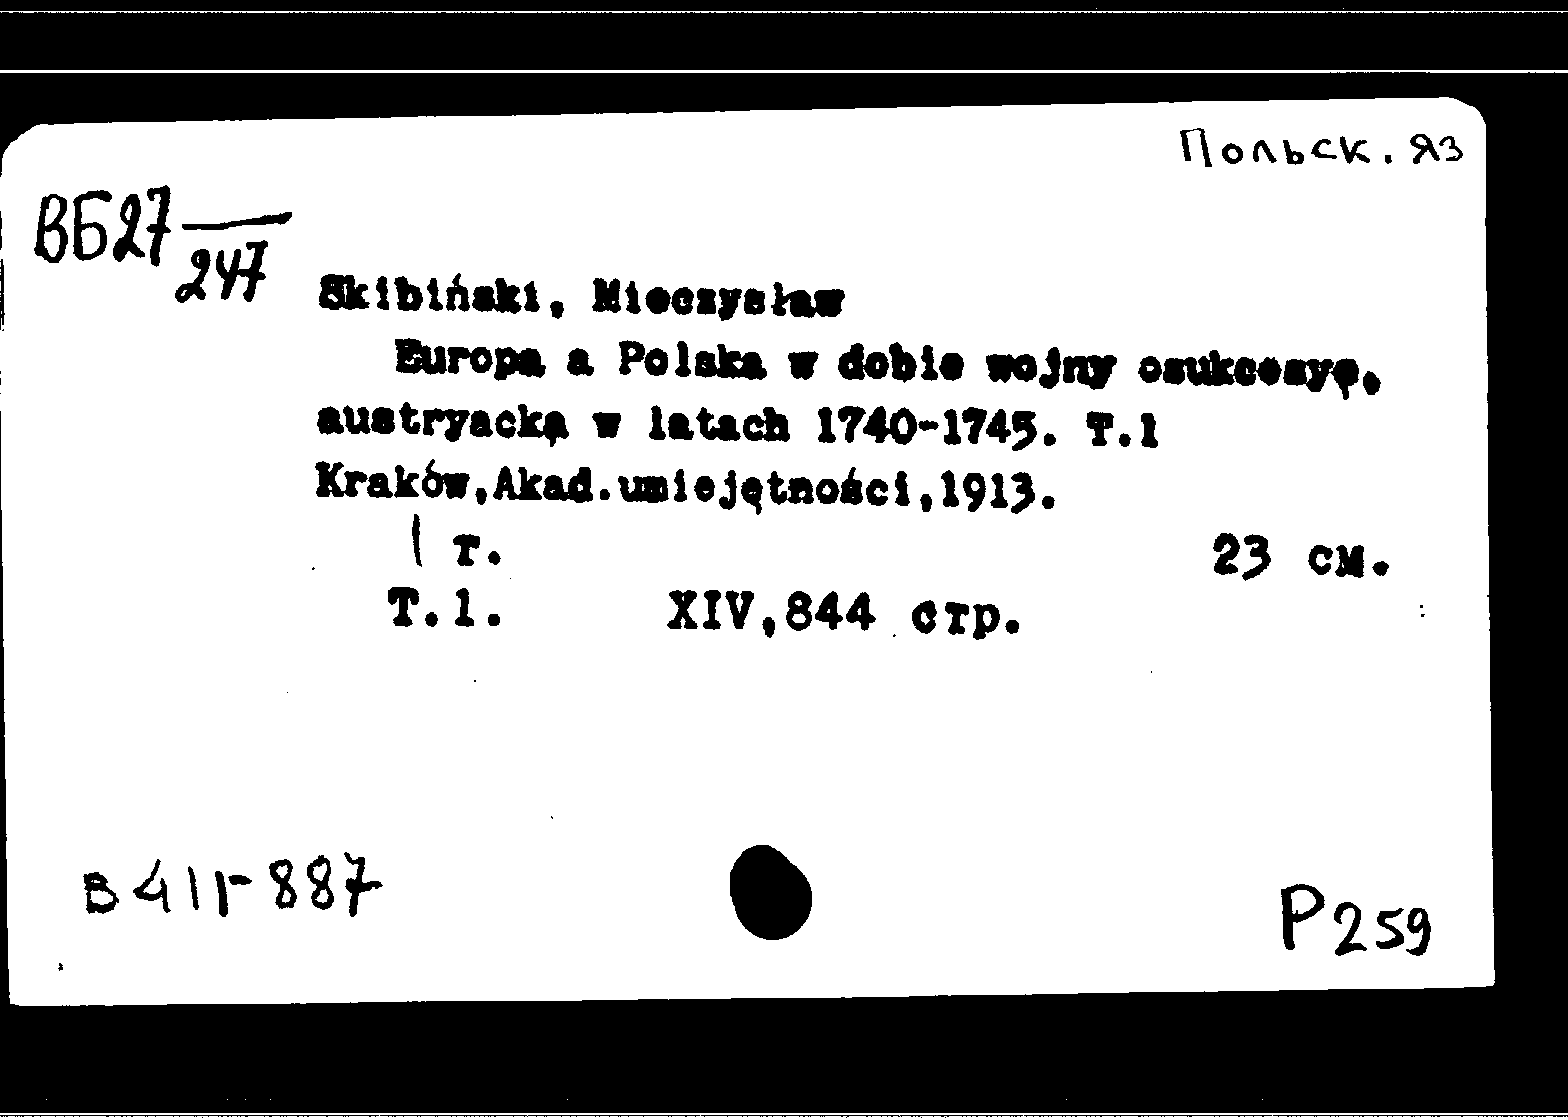 Польск. яз
ВБ27
247
Skibiński, Mieczysław
Europa a Polska w dobie wojny osukcesyę,
austryacką w latach 1740-1745. T.1
Kraków,Akad.umiejętności,1913.
1 т.
23 см.
T.1. XIV,844 стр.
В 41г-887
Р259